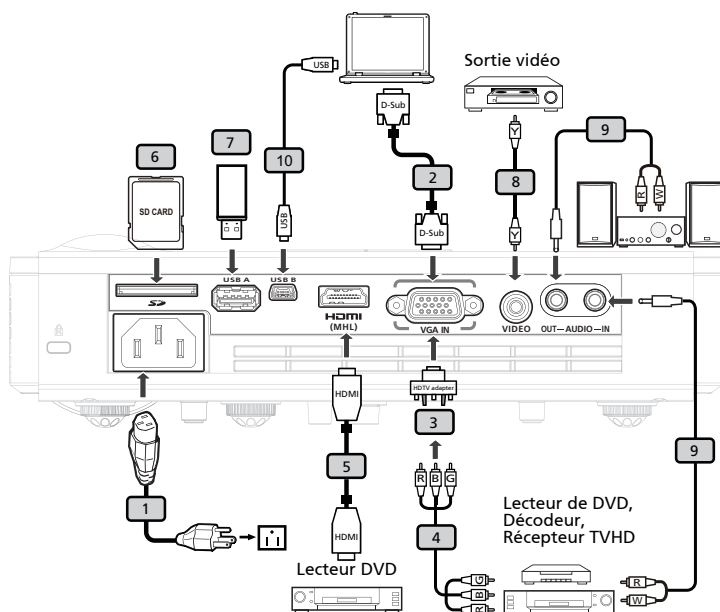 Sortie vidéo
USB
D-Sub
9
7
6
10
2
8
Y
R
W
SD CARD
USB
D-Sub
Y
USB A
USB B
SD
HDMI
(MHL)
VGA IN
VIDEO
OUT—AUDIO—IN
HDMI
HDTV adapter
3
5
R
B
G
9
1
4
Lecteur de DVD,
Décodeur,
Récepteur TVHD
HDMI
Lecteur DVD
G
B
R
R
W